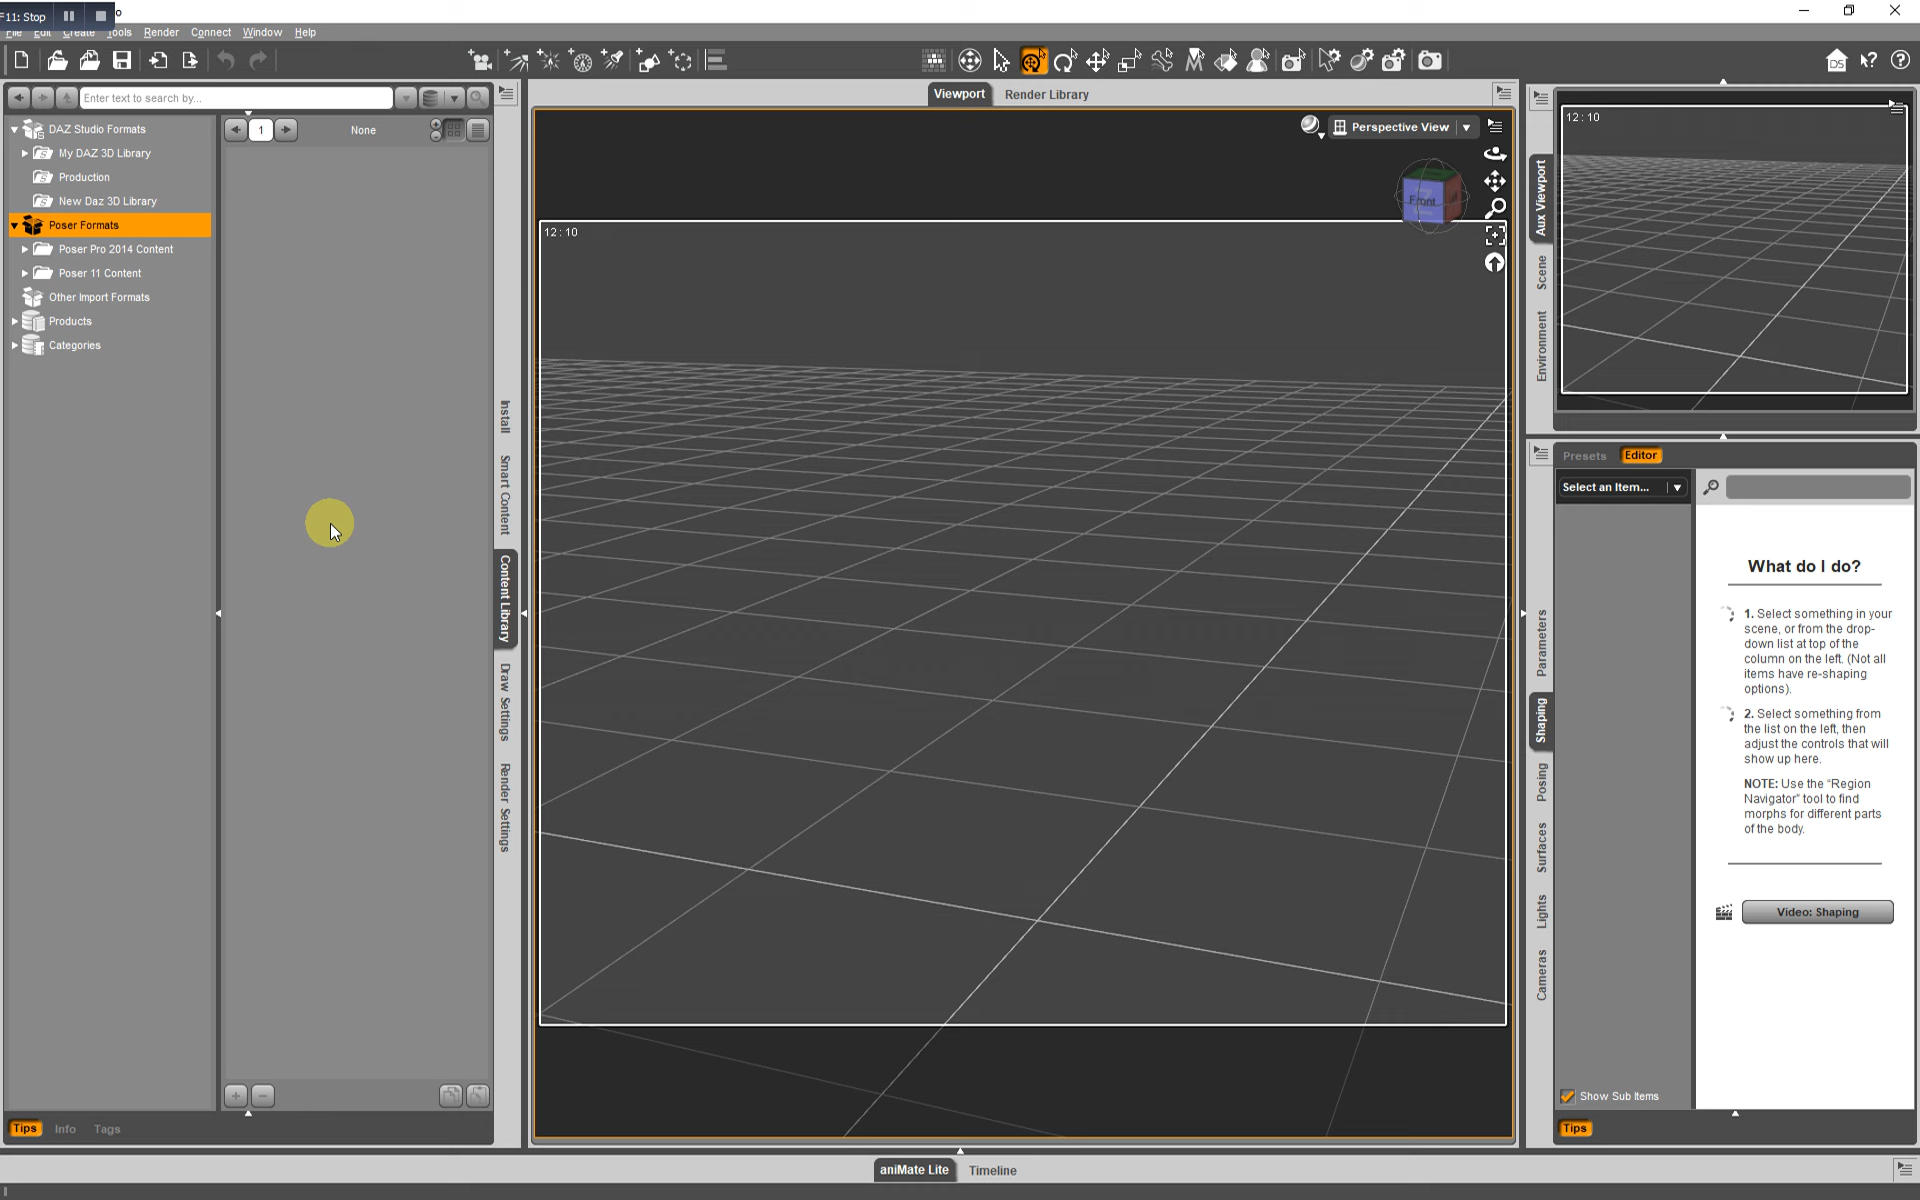 F11: Stop
File Edit Create Tools Render Connect Window Help
Enter text to search by...
DAZ Studio Formats
My DAZ 3D Library
Production
New Daz 3D Library
Poser Formats
Poser Pro 2014 Content
Poser 11 Content
Other Import Formats
Products
Categories
1
None
Install
Smart Content
Content Library
Draw Settings
Render Settings
Tips Info Tags
Viewport Render Library
Perspective View
Front
12 : 10
DS
12 : 10
Aux Viewport
Scene
Environment
Presets Editor
Select an Item...
Parameters
Shaping
Posing
Surfaces
Lights
Cameras
What do I do?
1. Select something in your
scene, or from the drop-
down list at top of the
column on the left. (Not all
items have re-shaping
options).
2. Select something from
the list on the left, then
adjust the controls that will
show up here.
NOTE: Use the "Region
Navigator" tool to find
morphs for different parts
of the body.
Video: Shaping
Show Sub Items
Tips
aniMate Lite Timeline